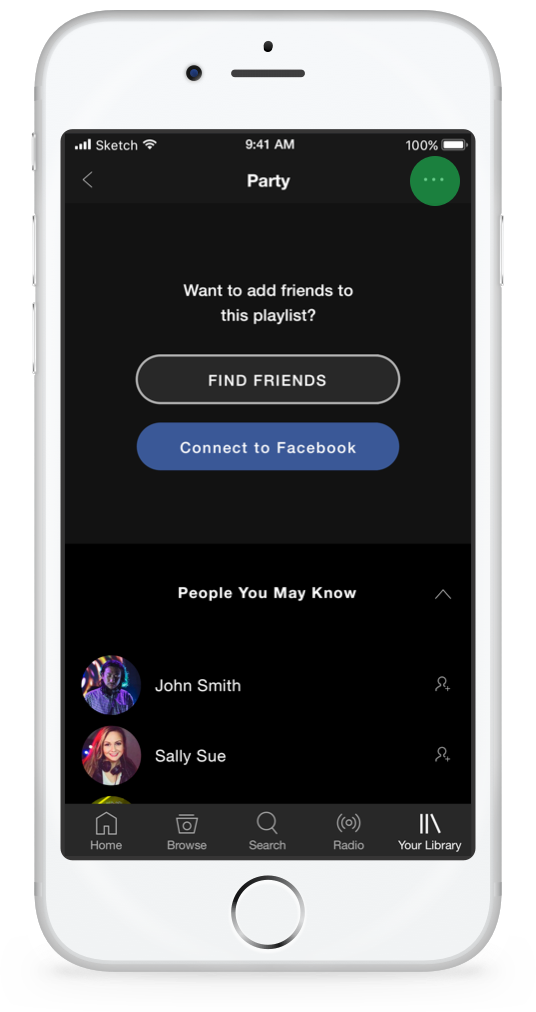 Sketch 9:41 AM 100%
Party
Want to add friends to
this playlist?
FIND FRIENDS
Connect to Facebook
People You May Know
John Smith
Sally Sue
Home Browse Search Radio Your Library